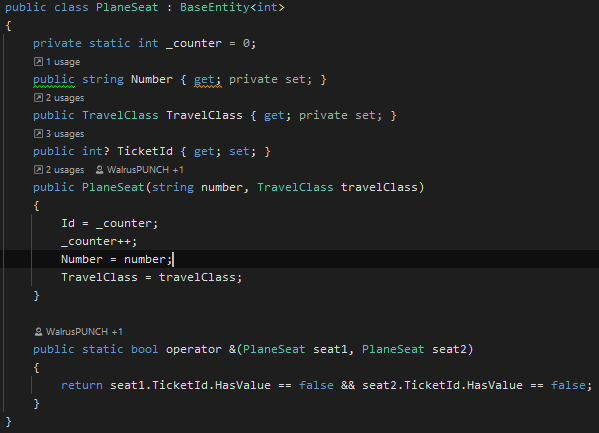 public class PlaneSeat : BaseEntity<int>
{
private static int _counter = 0;
1 usage
public string Number { get; private set; }
2 usages
public TravelClass TravelClass { get; private set; }
3 usages
public int? TicketId { get; set; }
2 usages WalrusPUNCH +1
public PlaneSeat(string number, TravelClass travelClass)
{
Id = _counter;
_counter++;
Number = number;
TravelClass = travelClass;
}
WalrusPUNCH +1
public static bool operator &(PlaneSeat seat1, PlaneSeat seat2)
{
return seat1.TicketId.HasValue == false && seat2.TicketId.HasValue == false;
}
}